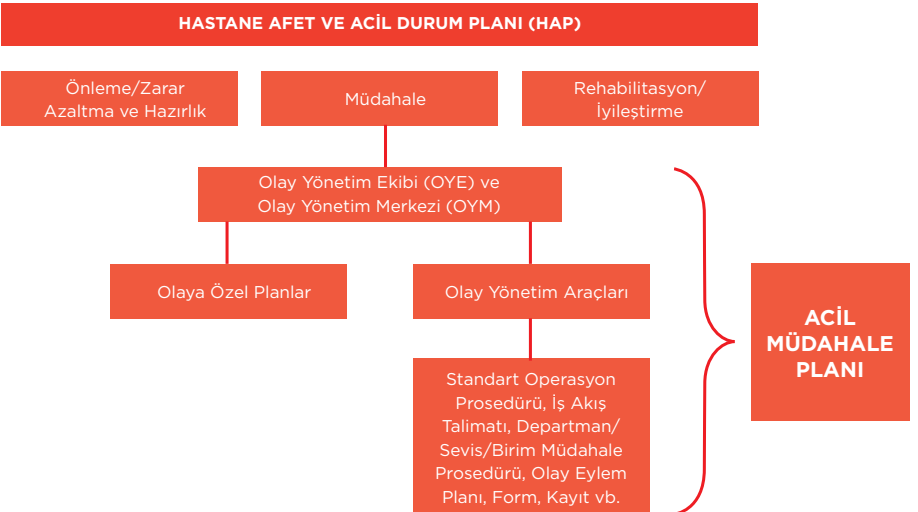 HASTANE AFET VE ACİL DURUM PLANI (HAP)
Önleme/Zarar
Azaltma ve Hazırlık
Müdahale
Rehabilitasyon/
İyileştirme
Olay Yönetim Ekibi (OYE) ve
Olay Yönetim Merkezi (OYM)
Olaya Özel Planlar
Olay Yönetim Araçları
Standart Operasyon
Prosedürü, İş Akış
Talimatı, Departman/
Sevis/Birim Müdahale
Prosedürü, Olay Eylem
Planı, Form, Kayıt vb.
ACİL
MÜDAHALE
PLANI